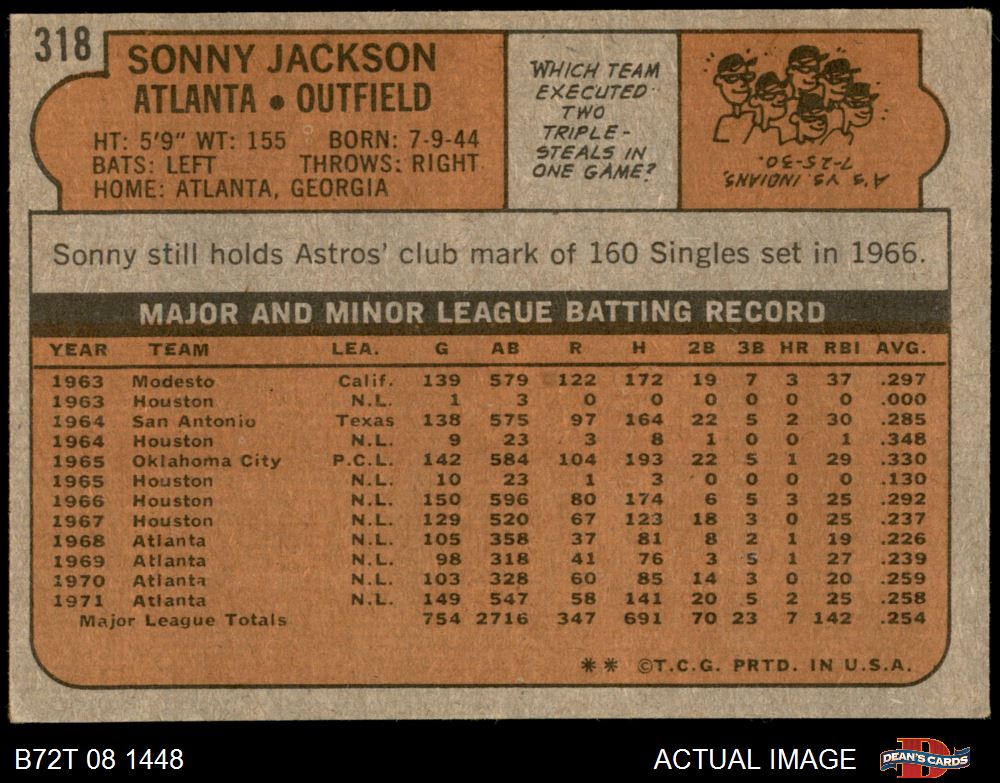 318
SONNY JACKSON
ATLANTA • OUTFIELD
HT: 5'9" WT: 155 BORN: 7-9-44
BATS: LEFT THROWS: RIGHT
HOME: ATLANTA, GEORGIA
WHICH TEAM
EXECUTED
TWO
TRIPLE-
STEALS IN
ONE GAME?
A'S VS. INDIANS,
7-25-30.
Sonny still holds Astros' club mark of 160 Singles set in 1966.
MAJOR AND MINOR LEAGUE BATTING RECORD
YEAR TEAM LEA. G AB R H 2B 3B HR RBI AVG.
1963 Modesto Calif. 139 579 122 172 19 7 3 37 .297
1963 Houston N.L. 1 3 0 0 0 0 0 0 .000
1964 San Antonio Texas 138 575 97 164 22 5 2 30 .285
1964 Houston N.L. 9 23 3 8 1 0 0 1 .348
1965 Oklahoma City P.C.L. 142 584 104 193 22 5 1 29 .330
1965 Houston N.L. 10 23 1 3 0 0 0 0 .130
1966 Houston N.L. 150 596 80 174 6 5 3 25 .292
1967 Houston N.L. 129 520 67 123 18 3 0 25 .237
1968 Atlanta N.L. 105 358 37 81 8 2 1 19 .226
1969 Atlanta N.L. 98 318 41 76 3 5 1 27 .239
1970 Atlanta N.L. 103 328 60 85 14 3 0 20 .259
1971 Atlanta N.L. 149 547 58 141 20 5 2 25 .258
Major League Totals 754 2716 347 691 70 23 7 142 .254
** ©T.C.G. PRTD. IN U.S.A.
B72T 08 1448
ACTUAL IMAGE
DEAN'S CARDS